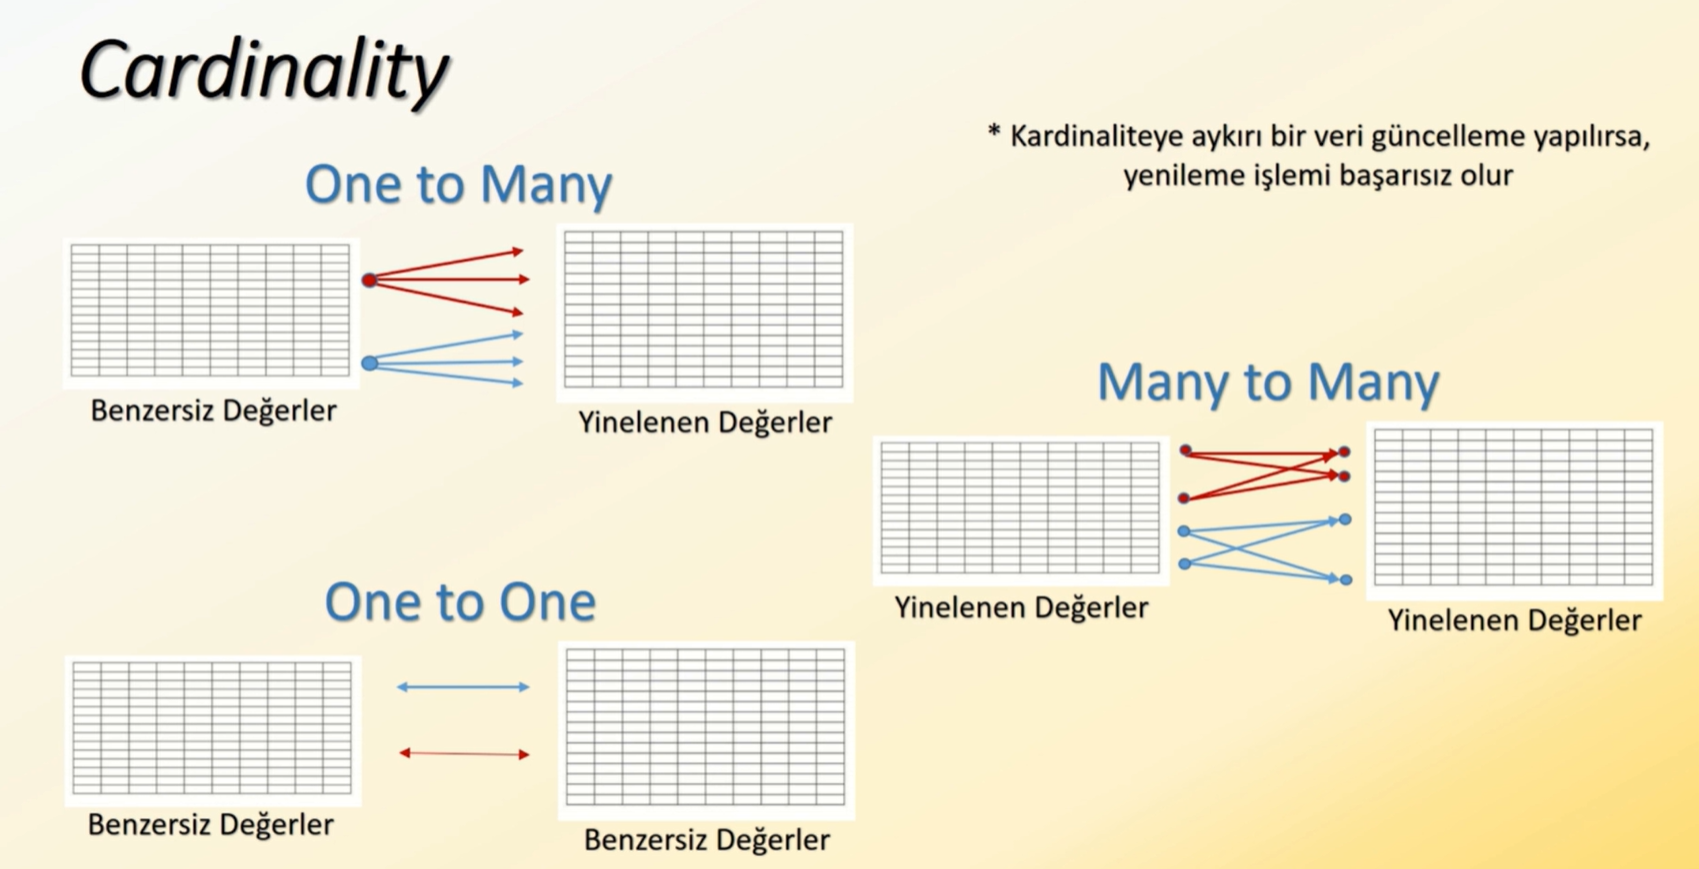 Cardinality
* Kardinaliteye aykırı bir veri güncelleme yapılırsa,
yenileme işlemi başarısız olur
One to Many
Benzersiz Değerler
Yinelenen Değerler
Many to Many
Yinelenen Değerler
Yinelenen Değerler
One to One
Benzersiz Değerler
Benzersiz Değerler